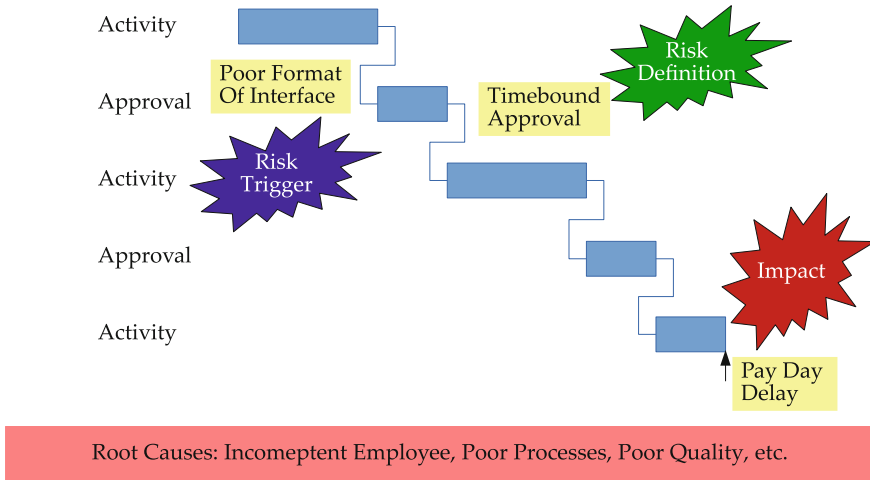 Activity
Poor Format
Of Interface
Risk
Definition
Approval
Timebound
Approval
Risk
Trigger
Activity
Approval
Impact
Activity
Pay Day
Delay
Root Causes: Incomeptent Employee, Poor Processes, Poor Quality, etc.